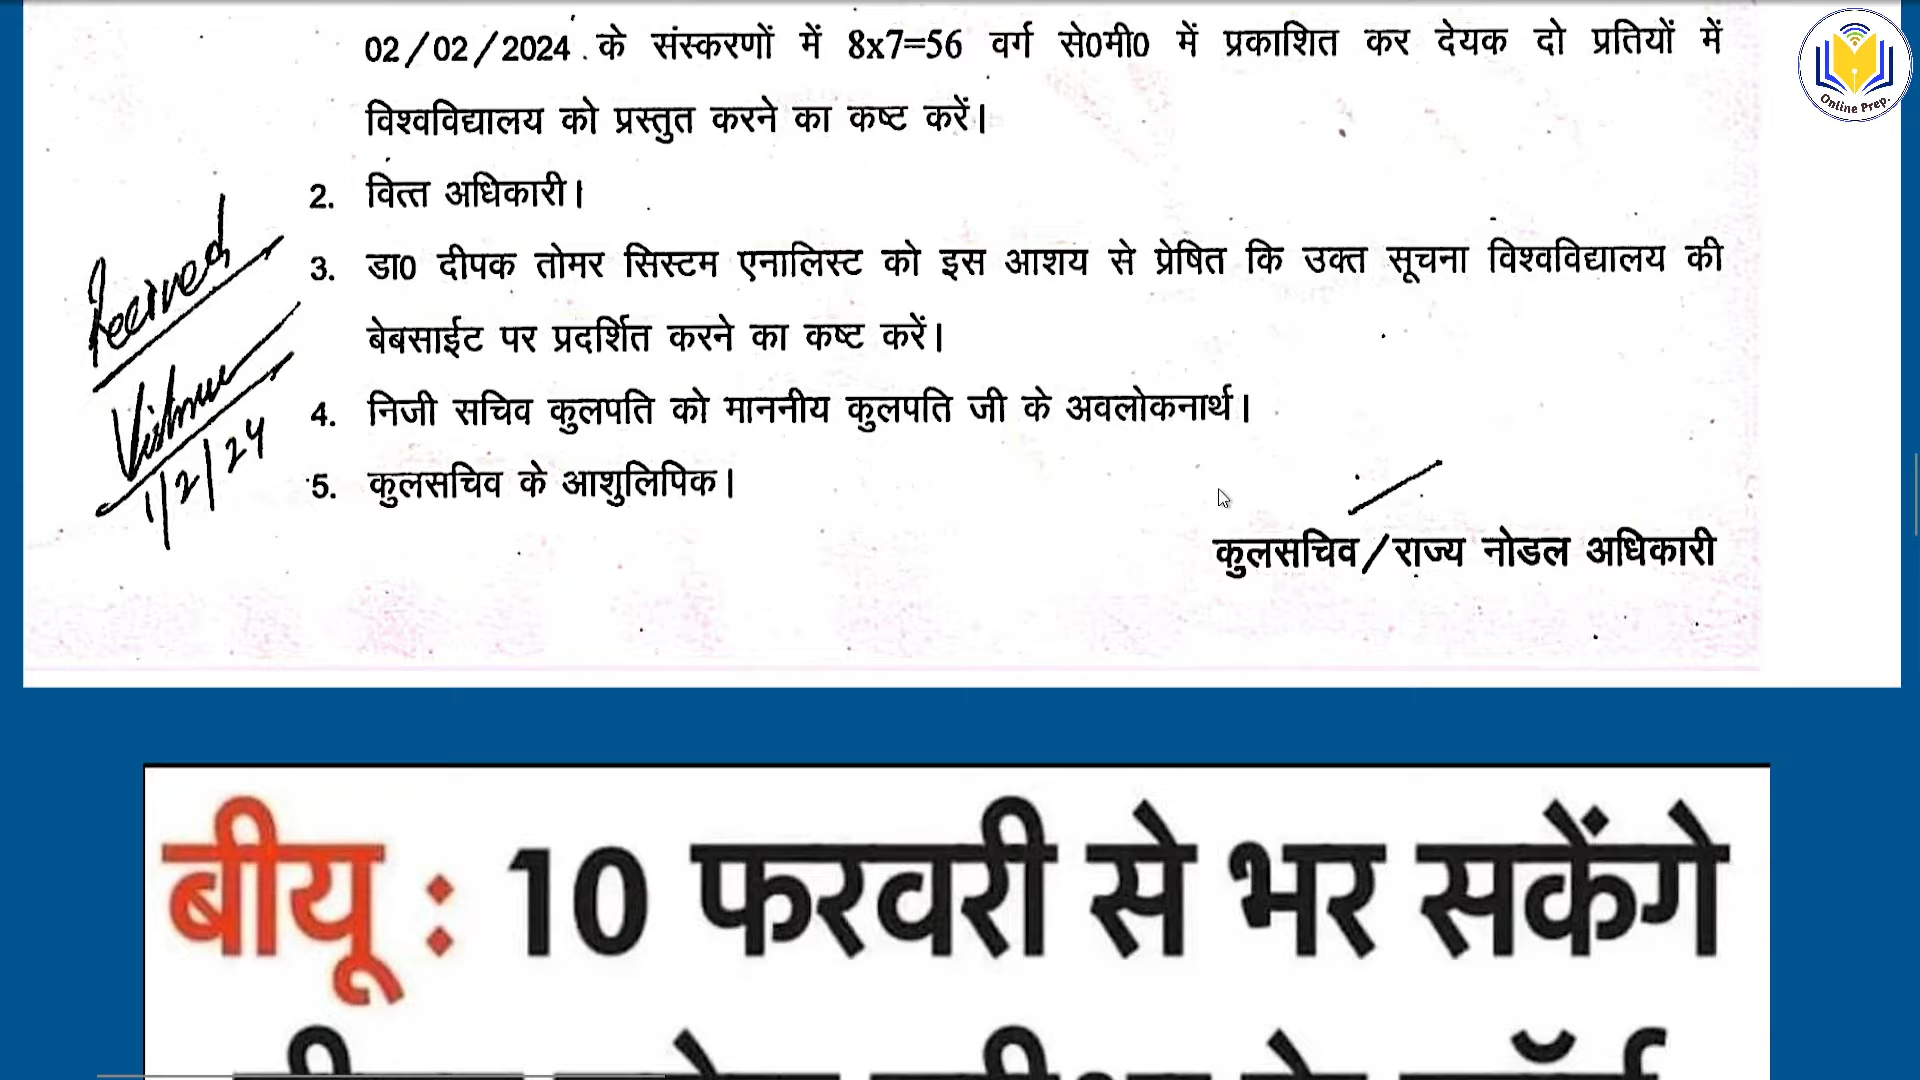 02/02/2024 के संस्करणों में 8x7=56 वर्ग से0मी0 में प्रकाशित कर देयक दो प्रतियों में
विश्वविद्यालय को प्रस्तुत करने का कष्ट करें।
2. वित्त अधिकारी।
3. डा0 दीपक तोमर सिस्टम एनालिस्ट को इस आशय से प्रेषित कि उक्त सूचना विश्वविद्यालय की
बेबसाईट पर प्रदर्शित करने का कष्ट करें।
4. निजी सचिव कुलपति को माननीय कुलपति जी के अवलोकनार्थ।
5. कुलसचिव के आशुलिपिक।
Received
1/2/24
कुलसचिव/राज्य नोडल अधिकारी
Online Prep.
बीयू : 10 फरवरी से भर सकेंगे